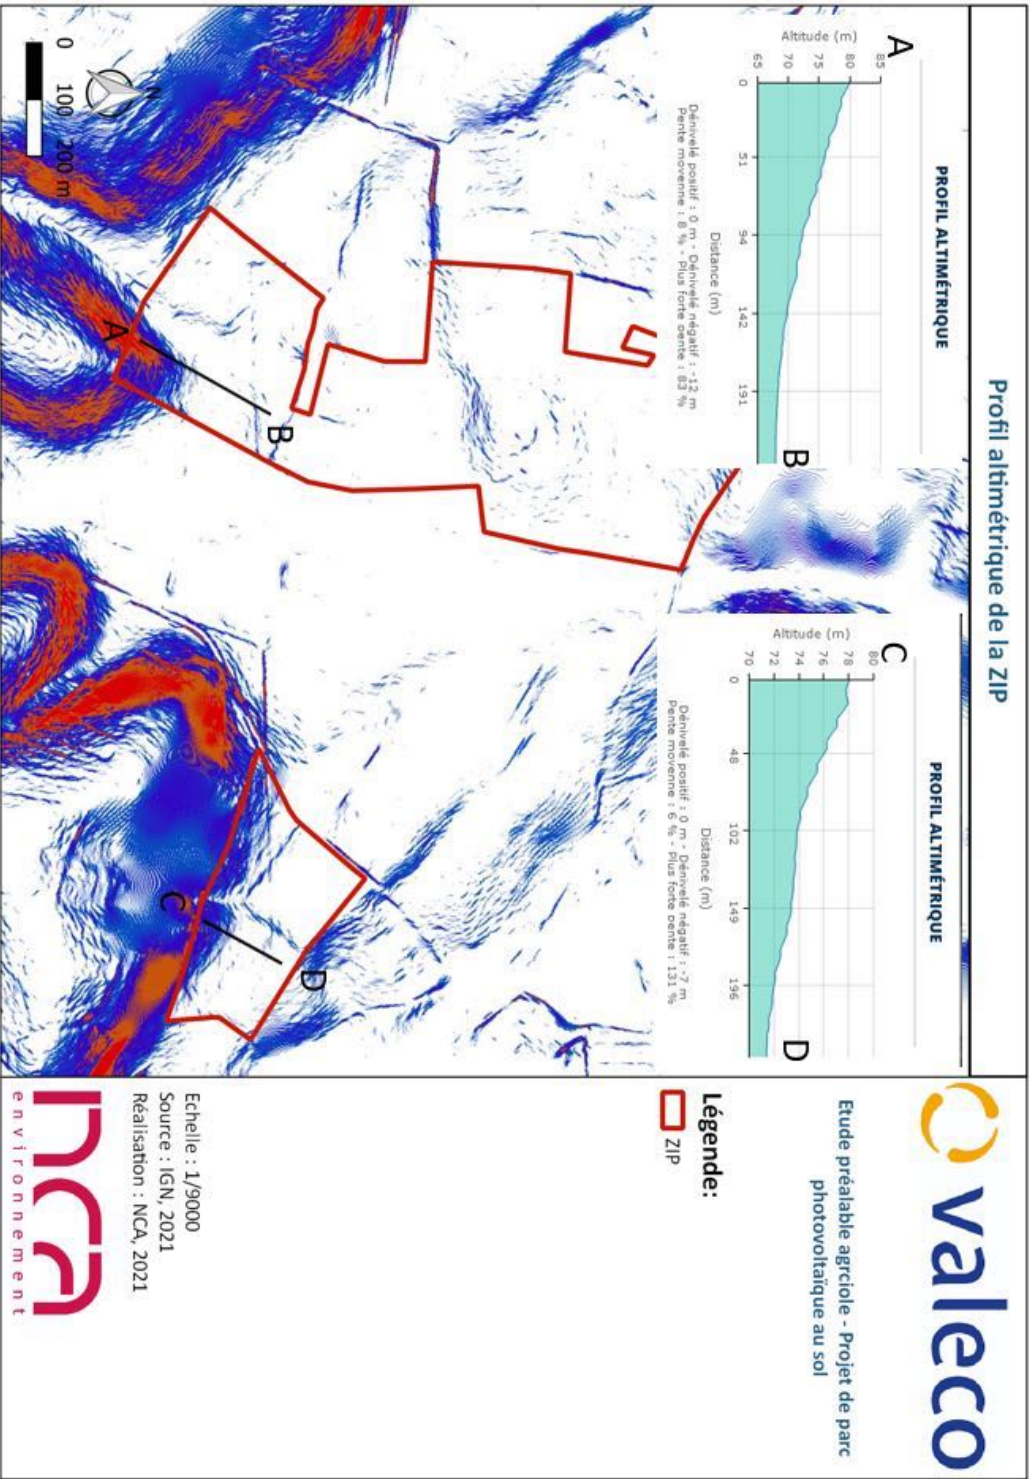 Profil altimétrique de la ZIP
PROFIL ALTIMÉTRIQUE
A
Altitude (m)
85
80
75
70
65
0
51
94
142
191
B
Distance (m)
Dénivelé positif : 0 m - Dénivelé négatif : -12 m
Pente moyenne : 8 % - Plus forte pente : 83 %
PROFIL ALTIMÉTRIQUE
C
Altitude (m)
80
78
76
74
72
70
0
48
102
149
196
D
Distance (m)
Dénivelé positif : 0 m - Dénivelé négatif : -7 m
Pente moyenne : 6 % - Plus forte pente : 131 %
A
B
C
D
N
0 100 200 m
valeco
Etude préalable agrciole - Projet de parc
photovoltaïque au sol
Légende:
ZIP
Echelle : 1/9000
Source : IGN, 2021
Réalisation : NCA, 2021
nca
environnement